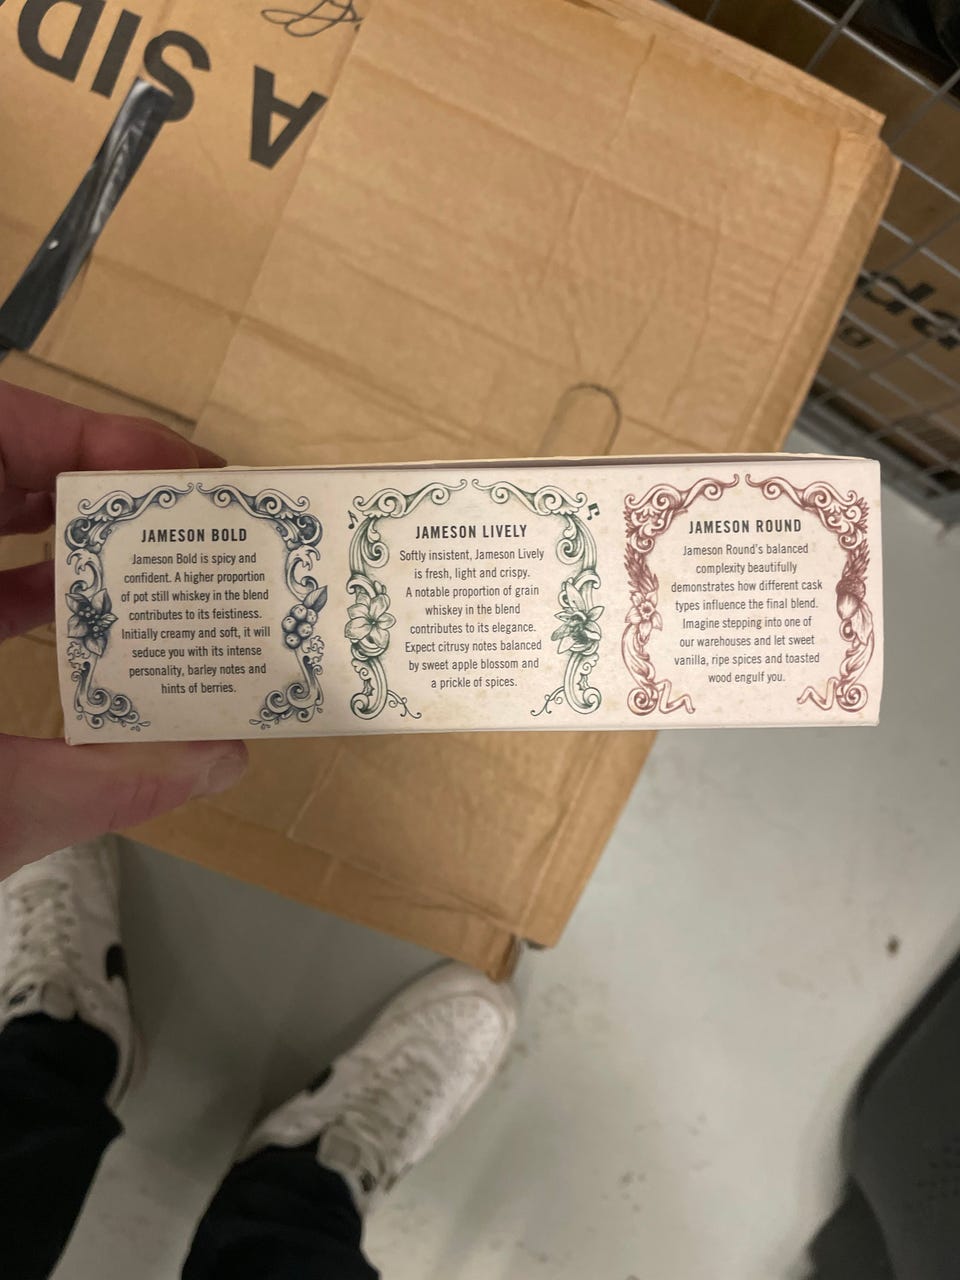 A SIDE
JAMESON BOLD
Jameson Bold is spicy and
confident. A higher proportion
of pot still whiskey in the blend
contributes to its feistiness.
Initially creamy and soft, it will
seduce you with its intense
personality, barley notes and
hints of berries.
JAMESON LIVELY
Softly insistent, Jameson Lively
is fresh, light and crispy.
A notable proportion of grain
whiskey in the blend
contributes to its elegance.
Expect citrusy notes balanced
by sweet apple blossom and
a prickle of spices.
JAMESON ROUND
Jameson Round's balanced
complexity beautifully
demonstrates how different cask
types influence the final blend.
Imagine stepping into one of
our warehouses and let sweet
vanilla, ripe spices and toasted
wood engulf you.